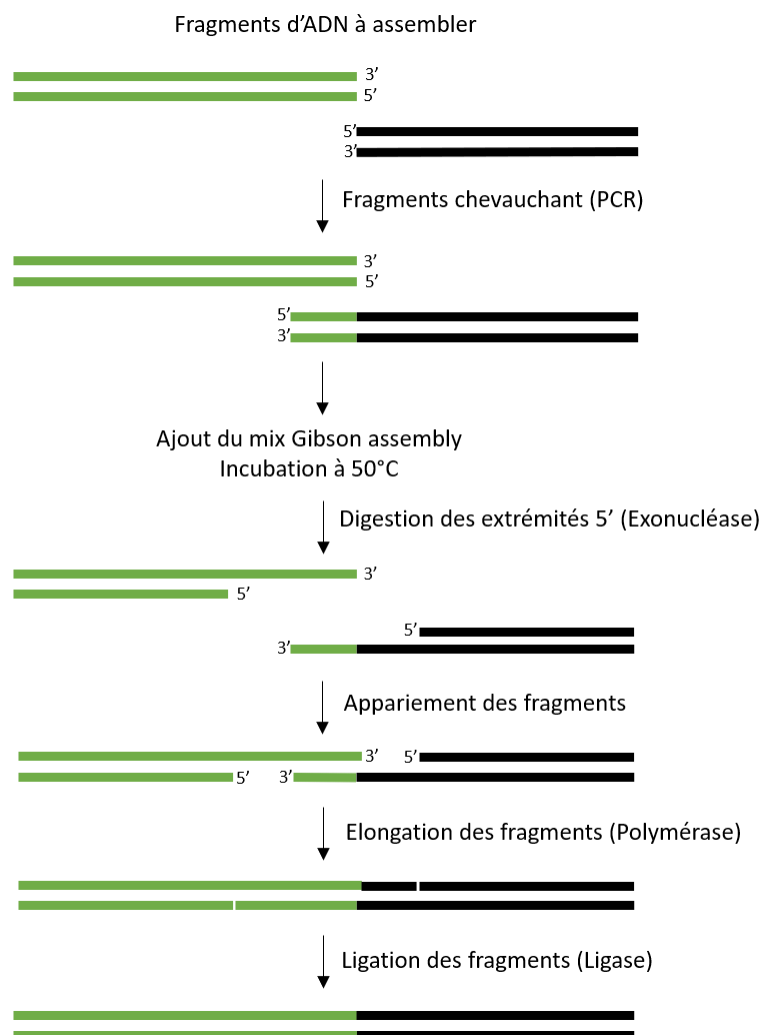 Fragments d’ADN à assembler
3’
5’
5’
3’
Fragments chevauchant (PCR)
3’
5’
5’
3’
Ajout du mix Gibson assembly
Incubation à 50°C
Digestion des extrémités 5’ (Exonucléase)
3’
5’
5’
3’
Appariement des fragments
3’ 5’
5’ 3’
Elongation des fragments (Polymérase)
Ligation des fragments (Ligase)